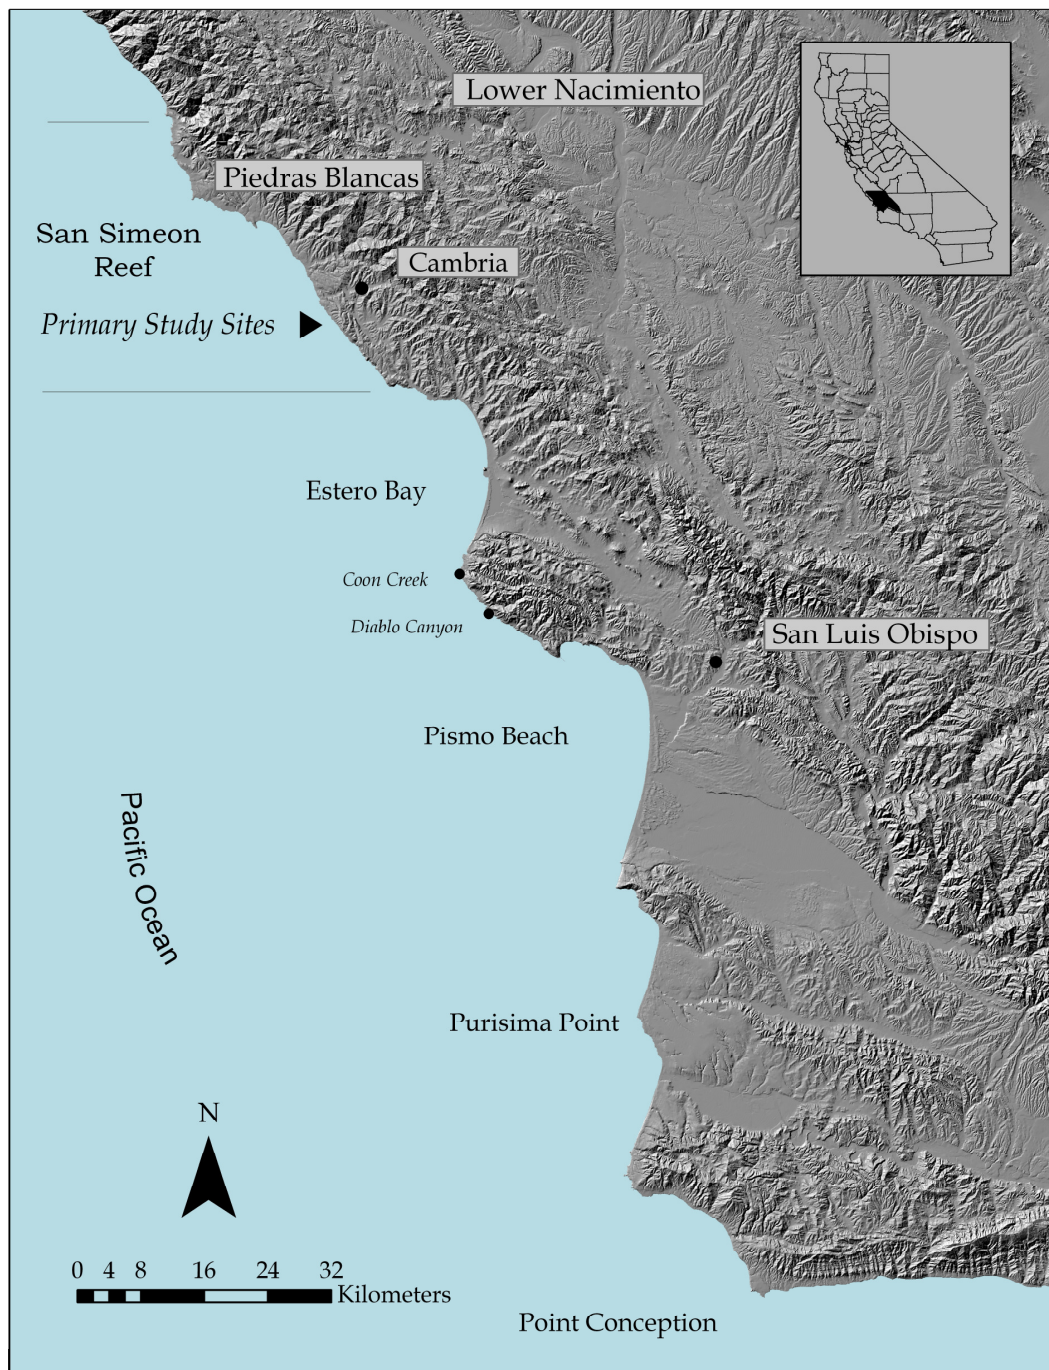 Lower Nacimiento
Piedras Blancas
San Simeon
Reef
Cambria
Primary Study Sites
Estero Bay
Coon Creek
Diablo Canyon
San Luis Obispo
Pismo Beach
Pacific Ocean
Purisima Point
N
0 4 8 16 24 32
Kilometers
Point Conception